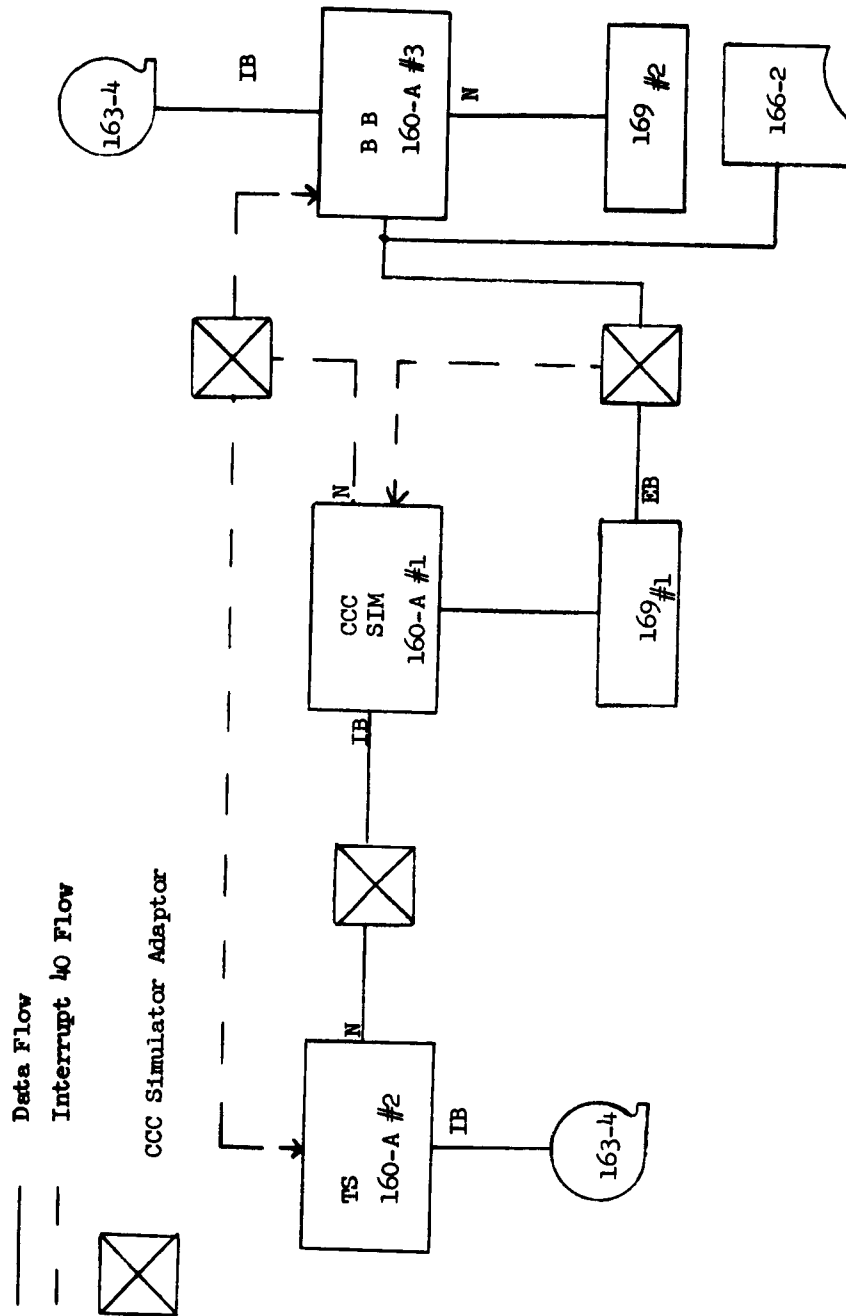 Data Flow
Interrupt 40 Flow
CCC Simulator Adaptor
TS
160-A #2
N
IB
163-4
CCC
SIM
160-A #1
IB
N
169 #1
EB
163-4
IB
B B
160-A #3
N
169 #2
166-2